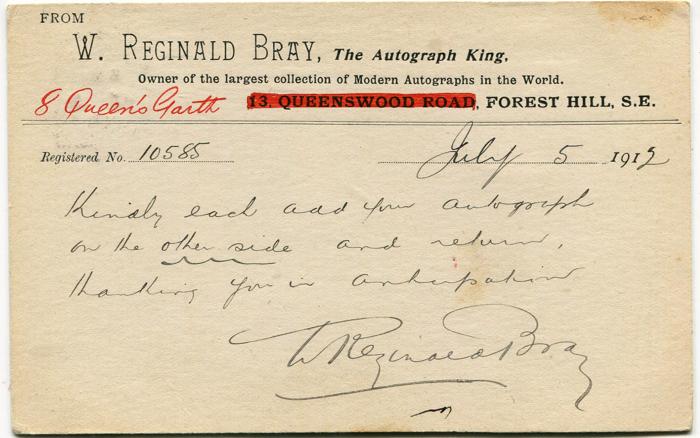 FROM
W. REGINALD BRAY, The Autograph King,
Owner of the largest collection of Modern Autographs in the World.
8 Queen's Garth 13, QUEENSWOOD ROAD, FOREST HILL, S.E.
Registered No. 10585 July 5 1912
Kindly each add your autograph
on the other side and return,
thanking you in anticipation
W Reginald Bray